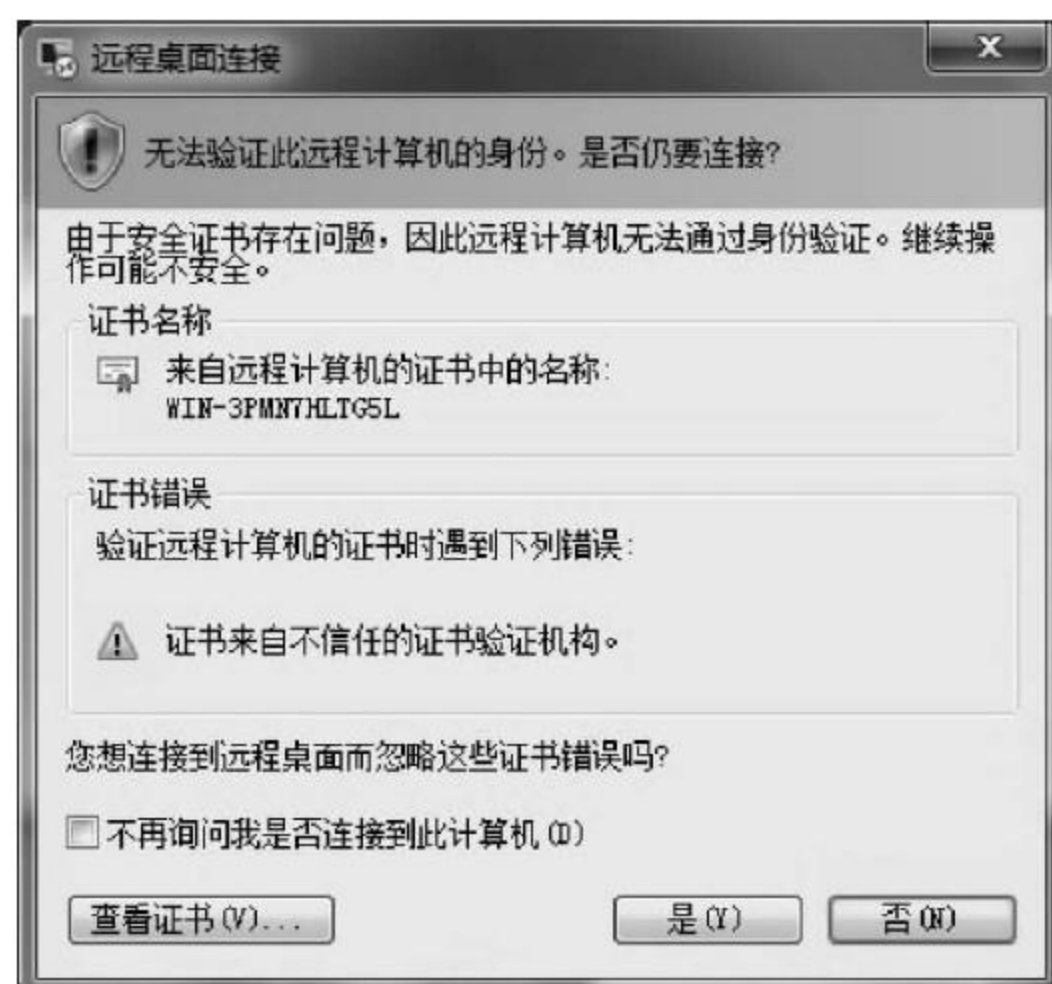 远程桌面连接
无法验证此远程计算机的身份。是否仍要连接?
由于安全证书存在问题，因此远程计算机无法通过身份验证。继续操
作可能不安全。
证书名称
来自远程计算机的证书中的名称:
WIN-3PMN7HLTG5L
证书错误
验证远程计算机的证书时遇到下列错误:
证书来自不信任的证书验证机构。
您想连接到远程桌面而忽略这些证书错误吗?
不再询问我是否连接到此计算机(D)
查看证书(V)...
是(Y)
否(N)